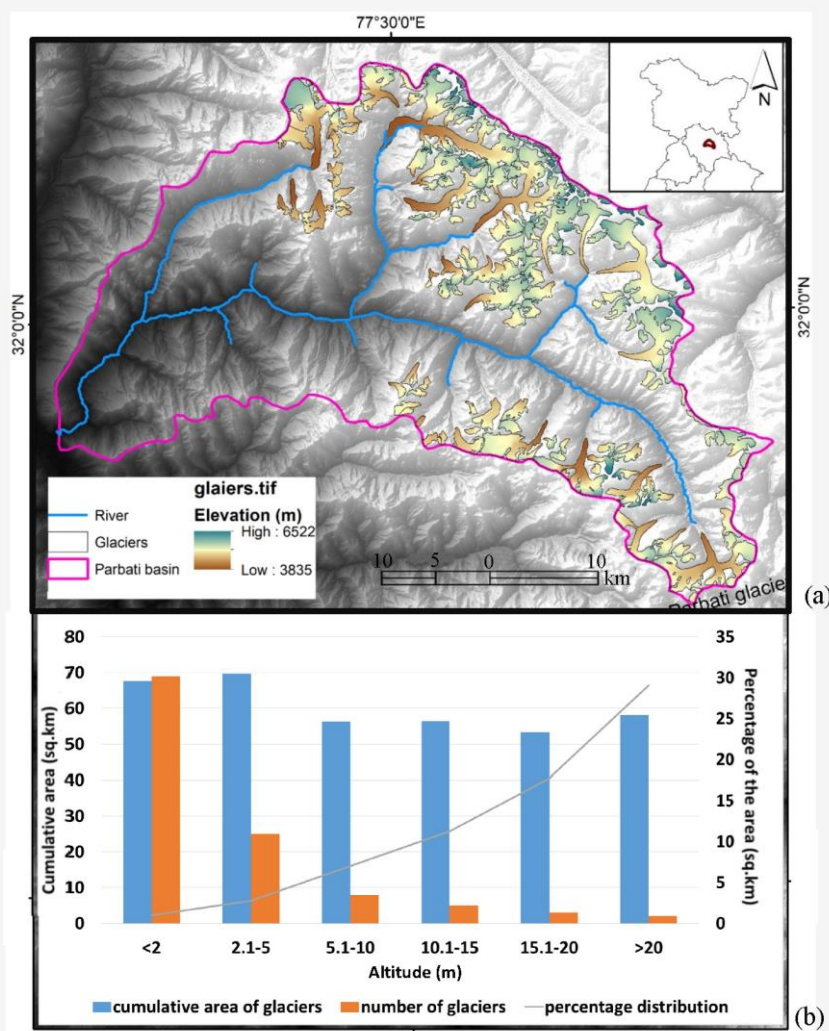 77°30'0"E
N
32°0'0"N
32°0'0"N
glaiers.tif
River
Elevation (m)
Glaciers
High : 6522
Parbati basin
Low : 3835
10 5 0 10
km
Parbati glacie
(a)
80
70
60
50
40
30
20
10
0
Cumulative area (sq.km)
35
30
25
20
15
10
5
0
Percentage of the area (sq.km)
<2 2.1-5 5.1-10 10.1-15 15.1-20 >20
Altitude (m)
cumulative area of glaciers number of glaciers percentage distribution
(b)